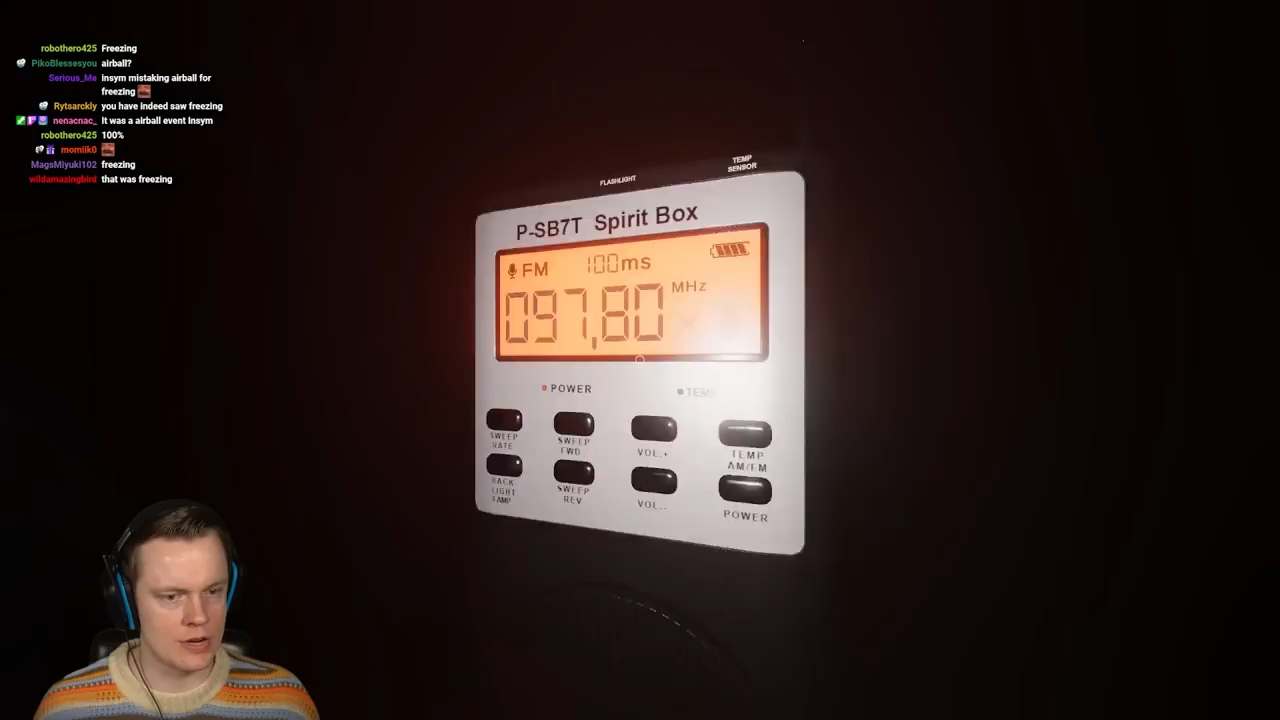 robothero425 Freezing
PikoBlessesyou airball?
Serious_Me insym mistaking airball for
freezing
Rytsarckly you have indeed saw freezing
nenacnac_ It was a airball event Insym
robothero425 100%
momiik0
MagsMiyuki102 freezing
wildamazingbird that was freezing
FLASHLIGHT
TEMP
SENSOR
P-SB7T Spirit Box
FM 100ms
097,80 MHz
POWER TEMP
SWEEP
RATE
SWEEP
FWD
VOL.+
TEMP
AM/FM
BACK
LIGHT
LAMP
SWEEP
REV
VOL.-
POWER